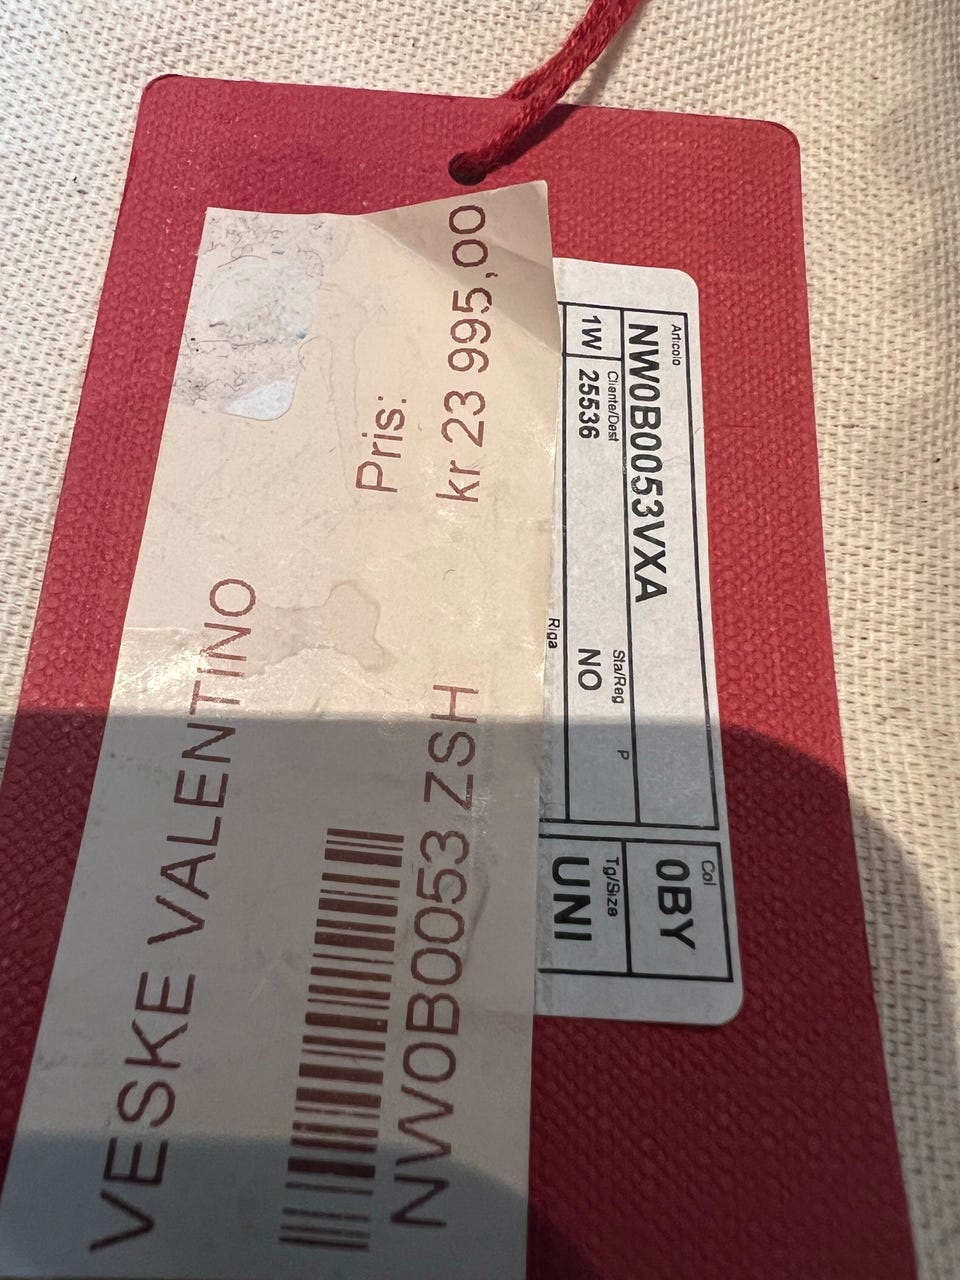 VESKE VALENTINO
Pris:
NW0B0053 ZSH kr 23 995,00
Articolo
NW0B0053VXA
Col
0BY
Cliente/Dest
1W 25536
Sta/Reg
NO
P
Tg/Size
UNI
Riga